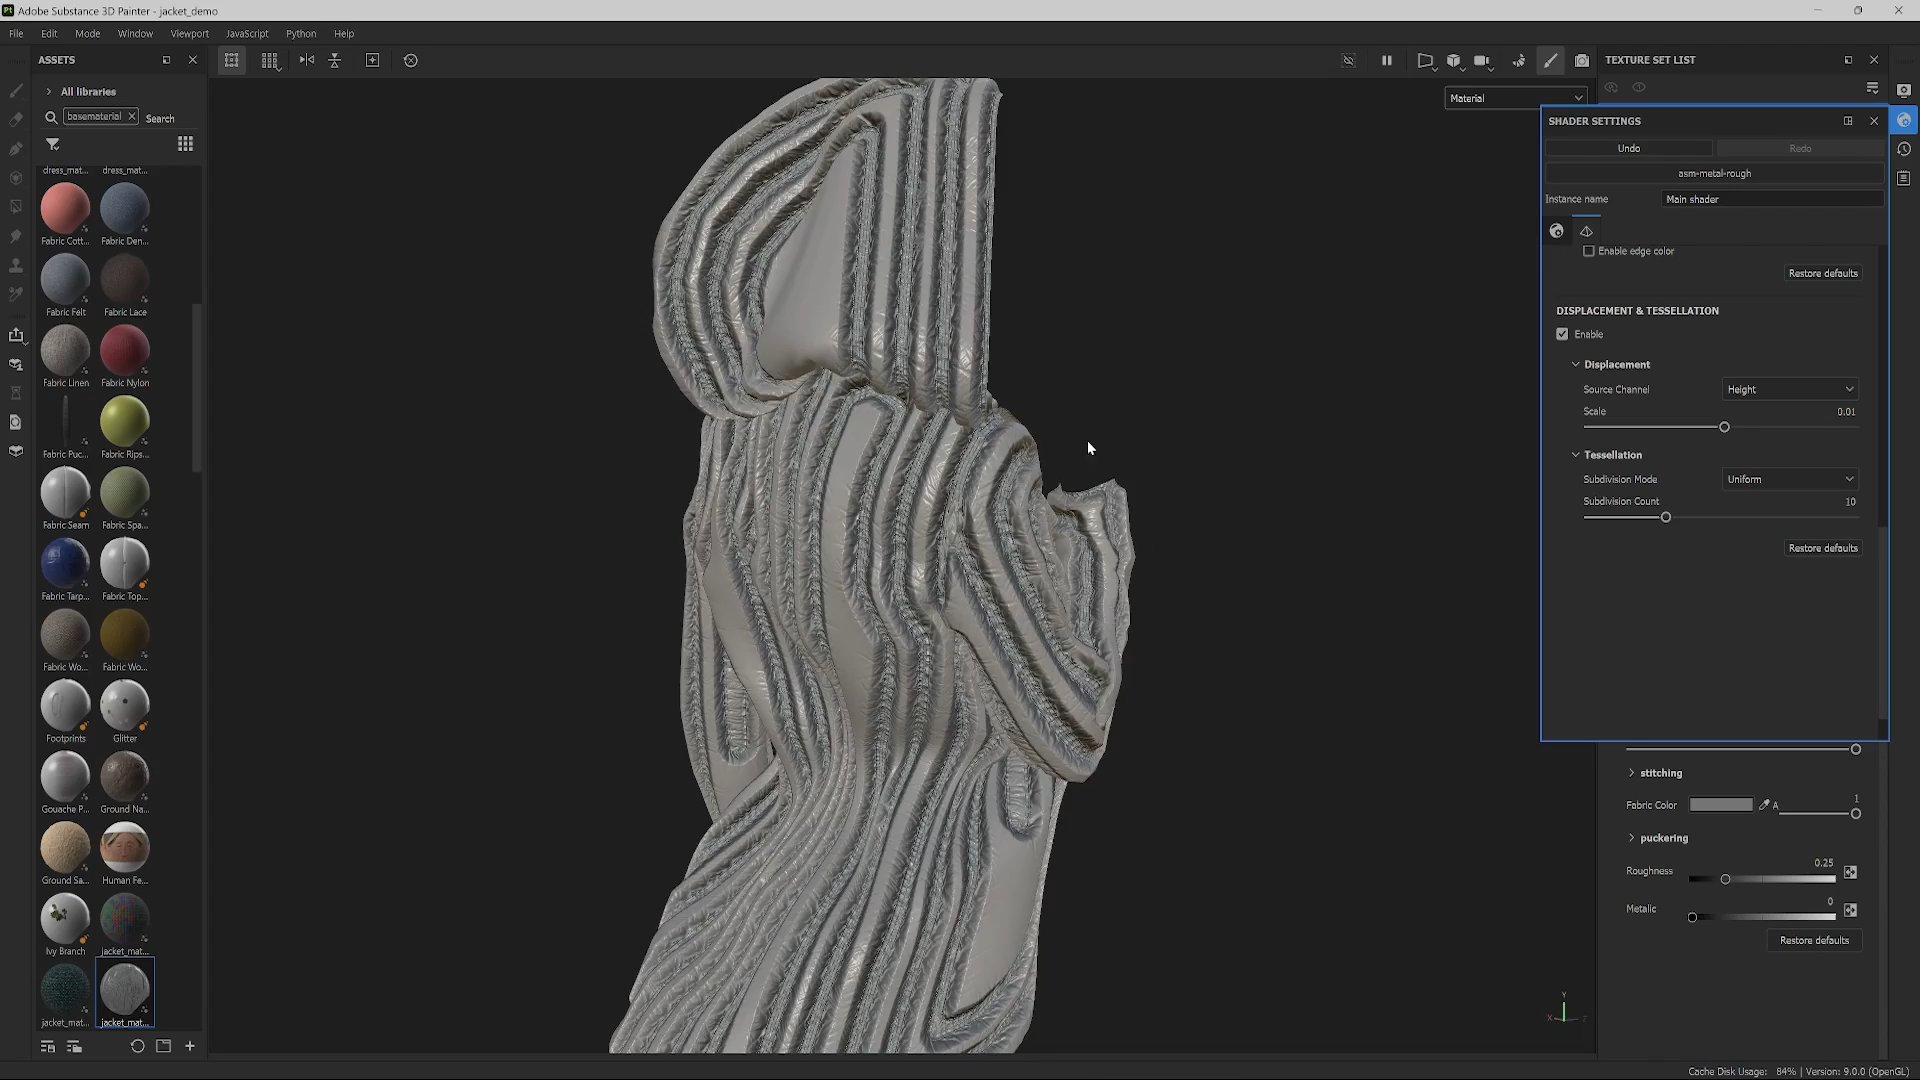 Pt Adobe Substance 3D Painter - jacket_demo
File Edit Mode Window Viewport JavaScript Python Help
ASSETS
All libraries
basematerial
Search
dress_mat... dress_mat...
Fabric Cott... Fabric Den...
Fabric Felt Fabric Lace
Fabric Linen Fabric Nylon
Fabric Puc... Fabric Rips...
Fabric Seam Fabric Spa...
Fabric Tarp... Fabric Top...
Fabric Wo... Fabric Wo...
Footprints Glitter
Gouache P... Ground Na...
Ground Sa... Human Fe...
Ivy Branch jacket_mat...
jacket_mat... jacket_mat...
Material
Y
X Z
TEXTURE SET LIST
SHADER SETTINGS
Undo Redo
asm-metal-rough
Instance name Main shader
Enable edge color
Restore defaults
DISPLACEMENT & TESSELLATION
Enable
Displacement
Source Channel Height
Scale 0.01
Tessellation
Subdivision Mode Uniform
Subdivision Count 10
Restore defaults
stitching
Fabric Color A 1
puckering
Roughness 0.25
Metalic 0
Restore defaults
Cache Disk Usage: 84% | Version: 9.0.0 (OpenGL)